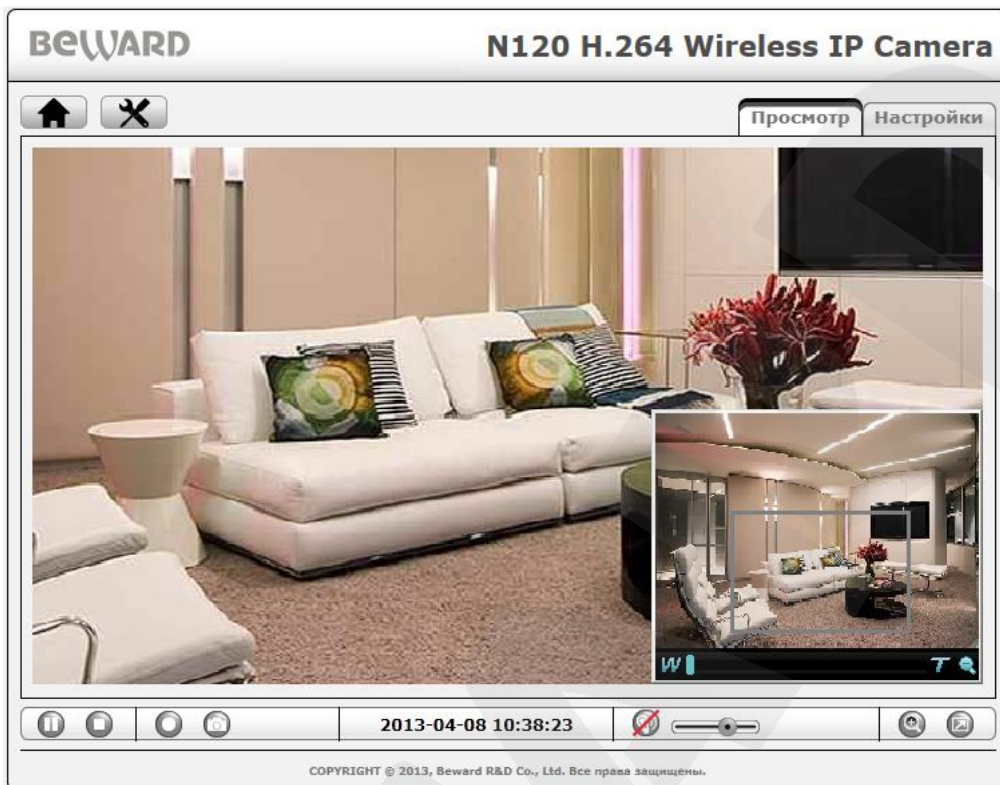 BEWARD
N120 H.264 Wireless IP Camera
Просмотр
Настройки
W T
2013-04-08 10:38:23
COPYRIGHT © 2013, Beward R&D Co., Ltd. Все права защищены.